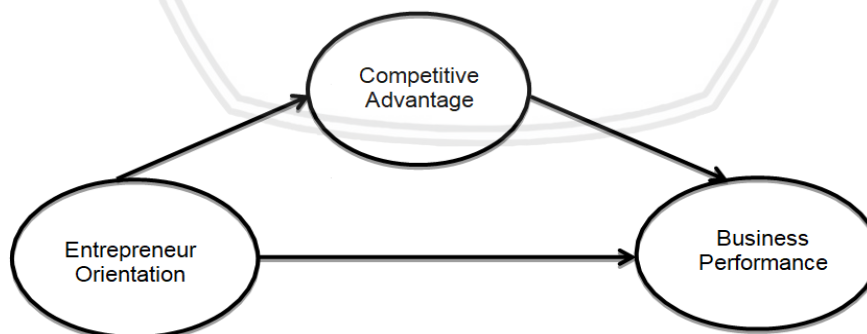 Competitive
Advantage
Entrepreneur
Orientation
Business
Performance